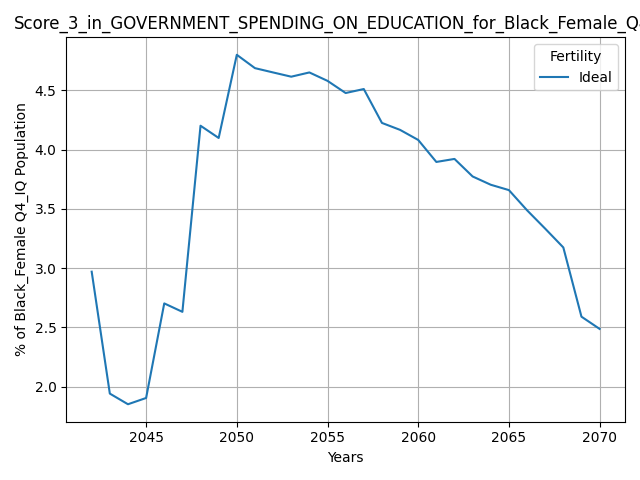 Score_3_in_GOVERNMENT_SPENDING_ON_EDUCATION_for_Black_Female_Q
Fertility
Ideal
% of Black_Female Q4_IQ Population
4.5
4.0
3.5
3.0
2.5
2.0
2045 2050 2055 2060 2065 2070
Years